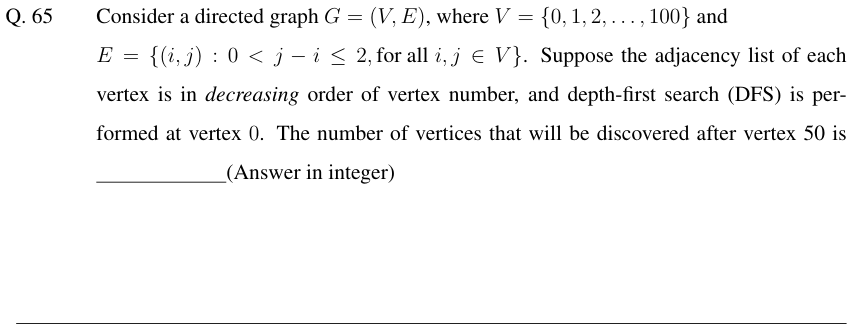 Q. 65 Consider a directed graph G = (V, E), where V = {0, 1, 2, . . . , 100} and
E = {(i, j) : 0 < j − i ≤ 2, for all i, j ∈ V}. Suppose the adjacency list of each
vertex is in decreasing order of vertex number, and depth-first search (DFS) is per-
formed at vertex 0. The number of vertices that will be discovered after vertex 50 is
____________(Answer in integer)